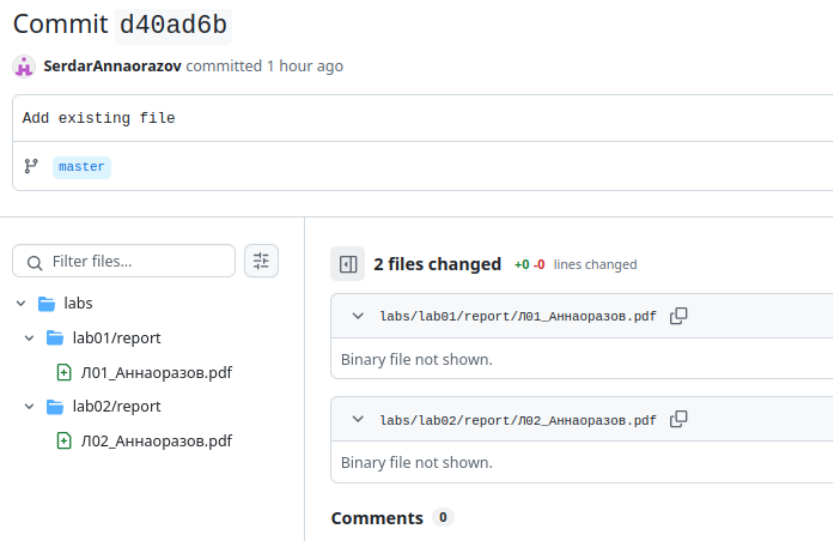 Commit d40ad6b
SerdarAnnaorazov committed 1 hour ago
Add existing file
master
Filter files...
labs
lab01/report
Л01_Аннаоразов.pdf
lab02/report
Л02_Аннаоразов.pdf
2 files changed +0 -0 lines changed
labs/lab01/report/Л01_Аннаоразов.pdf
Binary file not shown.
labs/lab02/report/Л02_Аннаоразов.pdf
Binary file not shown.
Comments 0